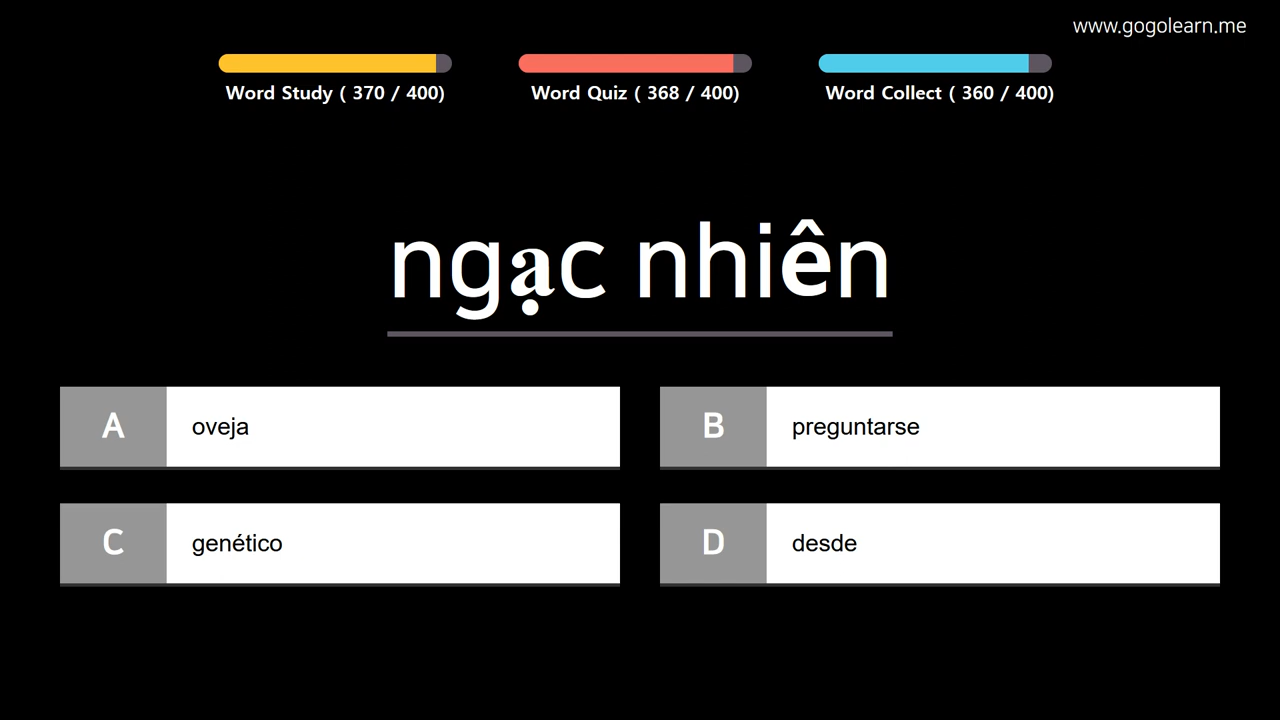 www.gogolearn.me
Word Study ( 370 / 400)
Word Quiz ( 368 / 400)
Word Collect ( 360 / 400)
ngạc nhiên
A oveja
B preguntarse
C genético
D desde